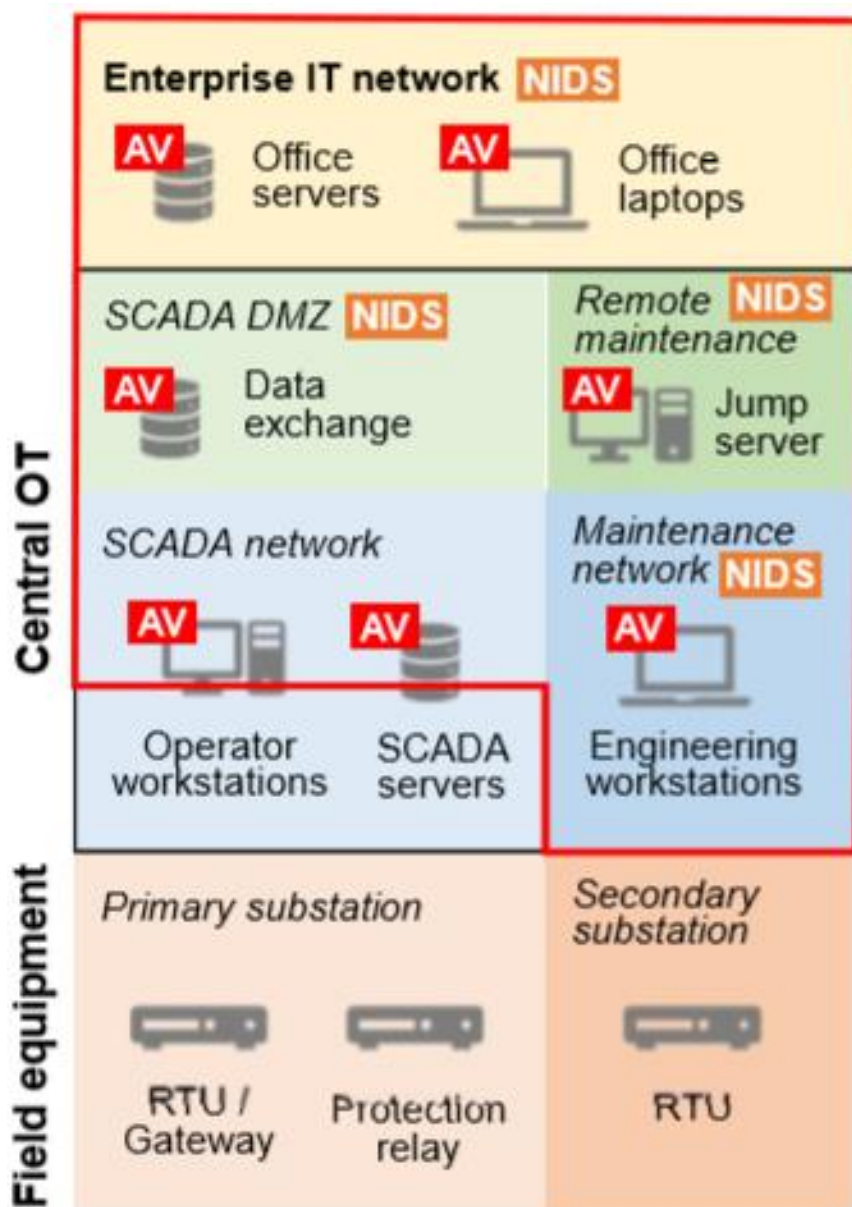 Enterprise IT network NIDS
AV Office
servers
AV Office
laptops
Central OT
SCADA DMZ NIDS
AV Data
exchange
Remote NIDS
maintenance
AV Jump
server
SCADA network
AV
AV
Operator
workstations
SCADA
servers
Maintenance
network NIDS
AV
Engineering
workstations
Field equipment
Primary substation
RTU /
Gateway
Protection
relay
Secondary
substation
RTU